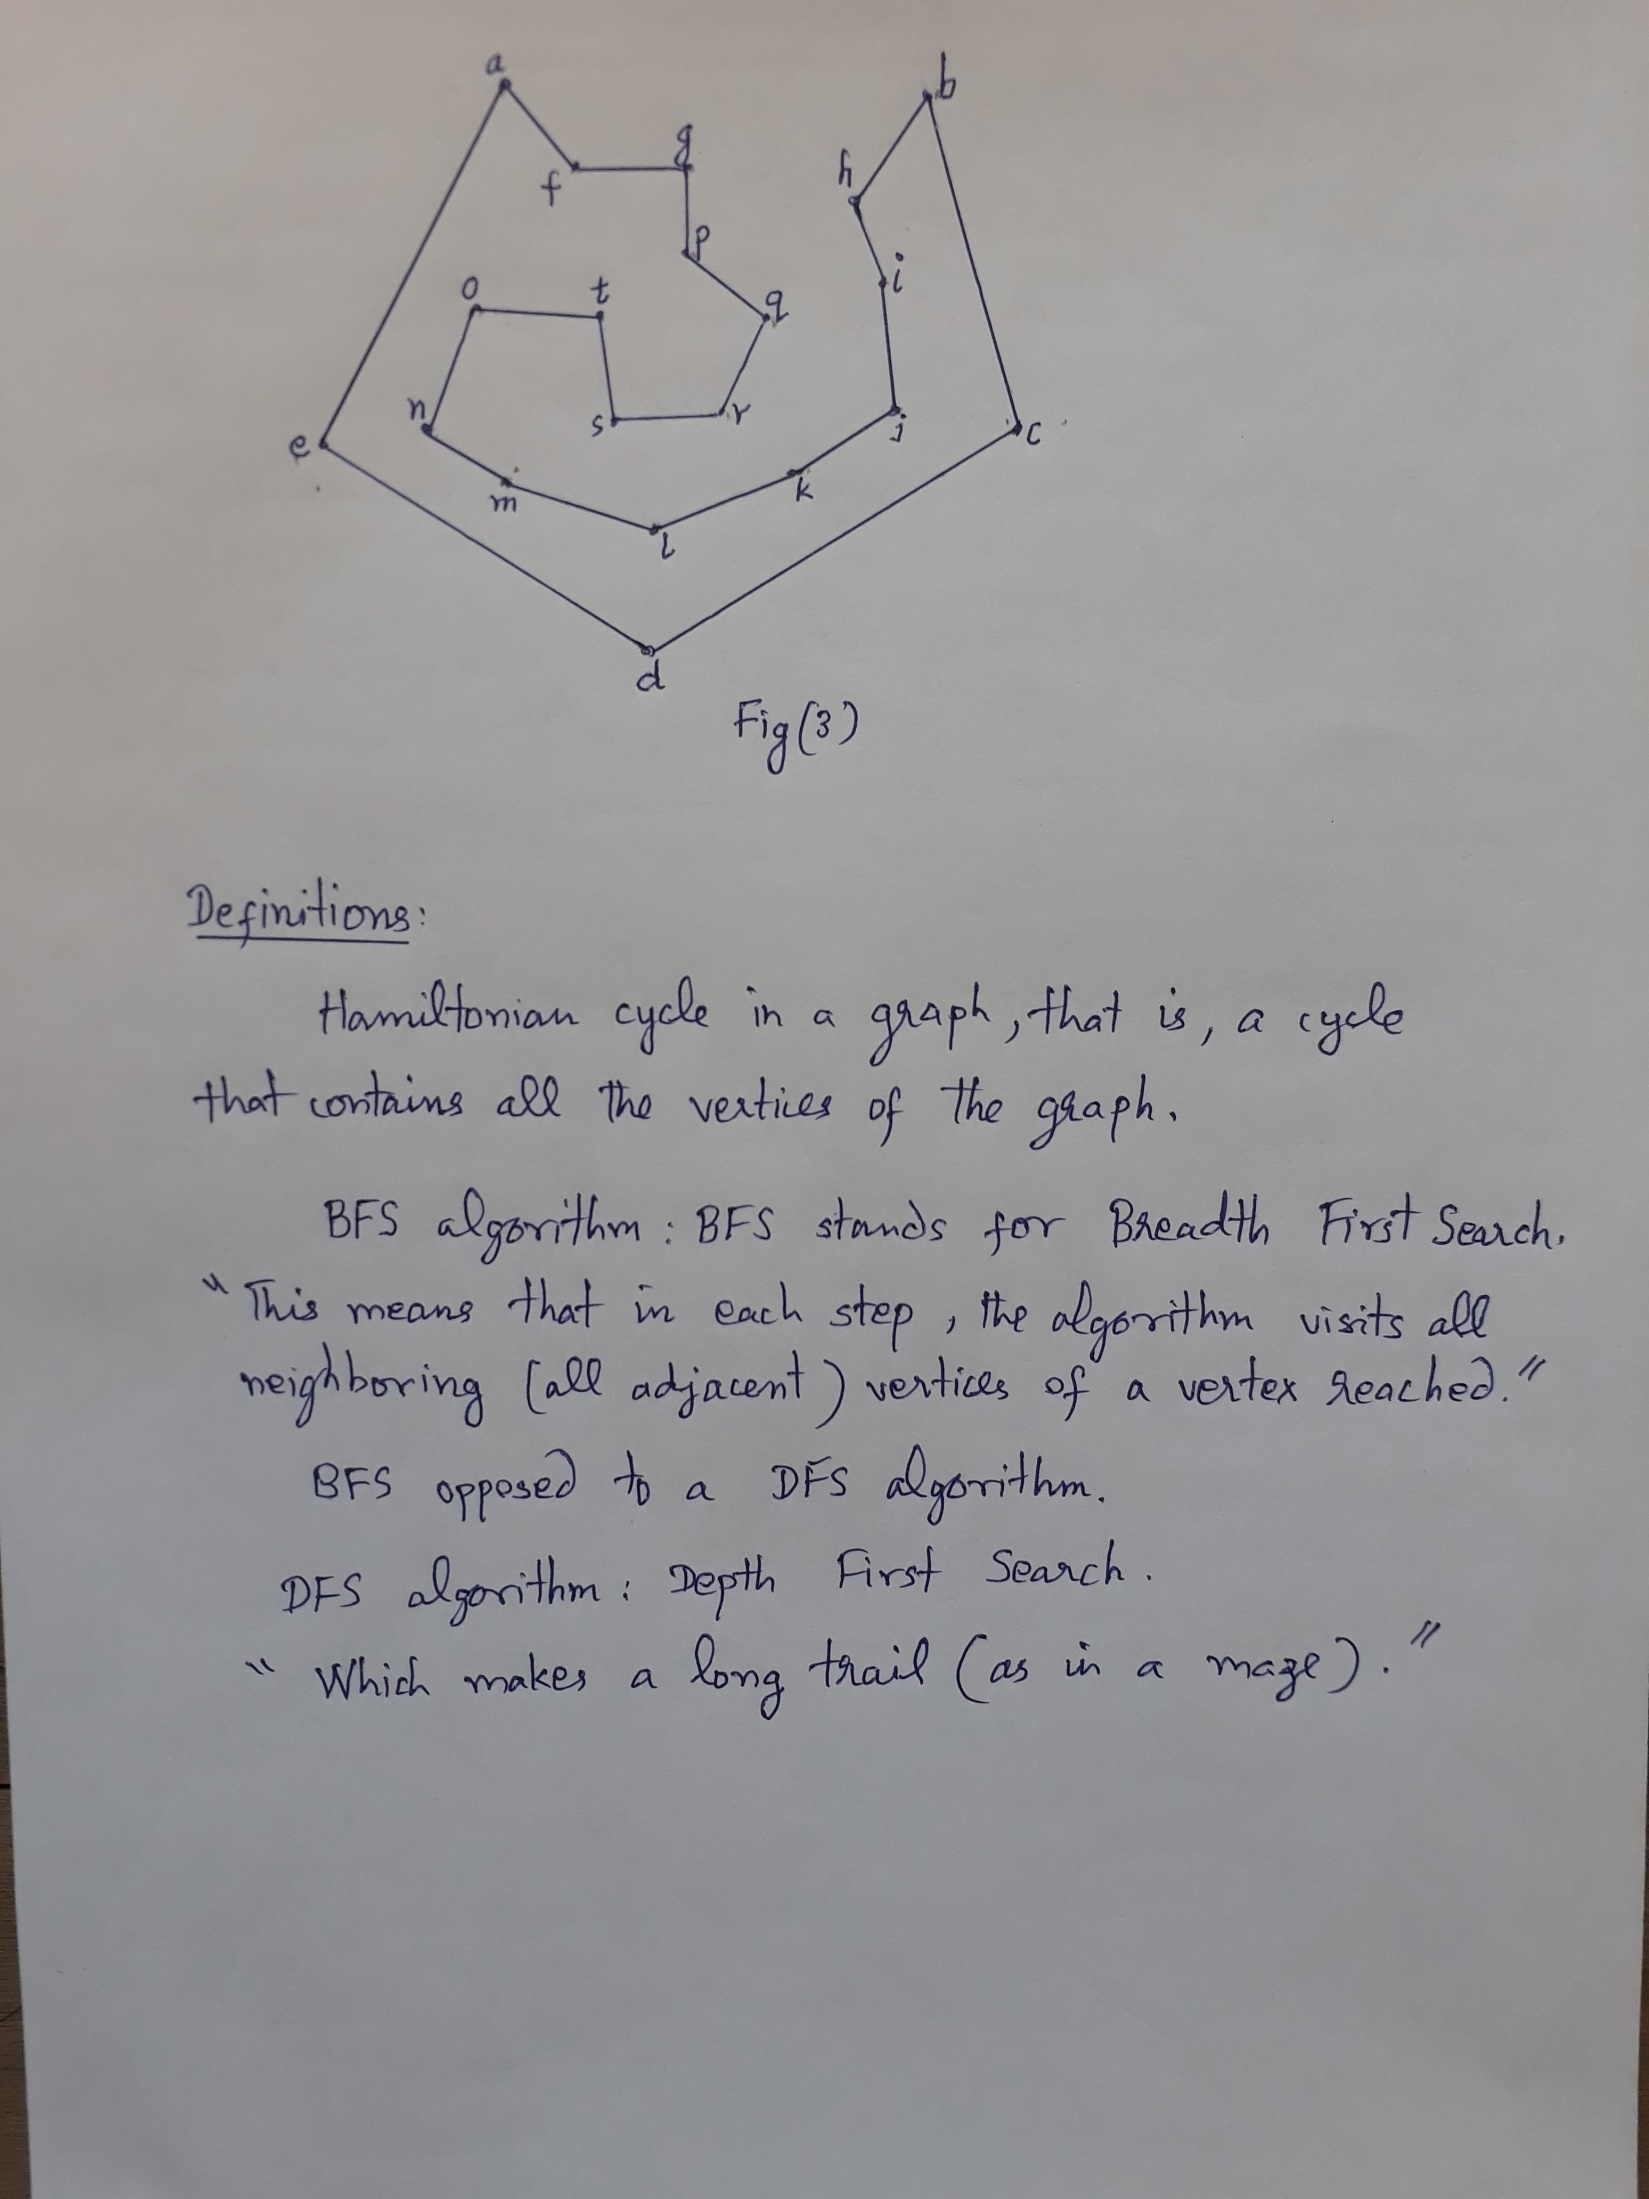 a
b
g
h
f
p
i
o
t
q
n
s
r
j
e
c
m
k
l
d
Fig(3)
Definitions:
Hamiltonian cycle in a graph, that is, a cycle
that contains all the vertices of the graph.
BFS algorithm: BFS stands for Breadth First Search.
"This means that in each step, the algorithm visits all
neighboring (all adjacent) vertices of a vertex reached."
BFS opposed to a DFS algorithm.
DFS algorithm: Depth First Search.
"Which makes a long trail (as in a maze)."